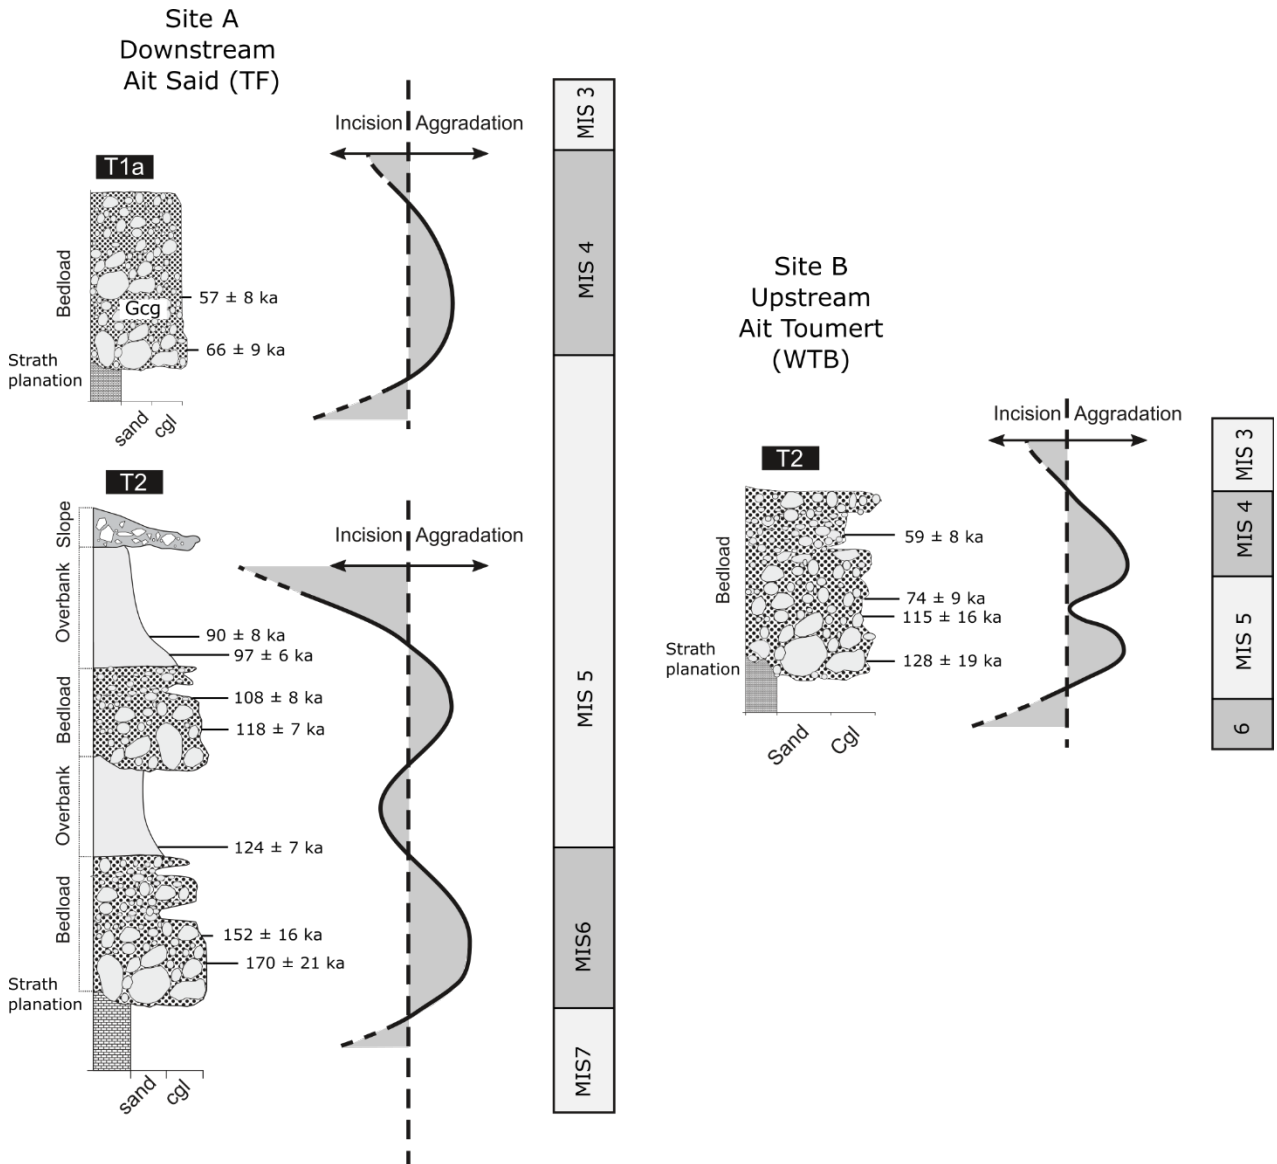 Site A
Downstream
Ait Said (TF)
Incision
Aggradation
MIS 3
T1a
Bedload
Gcg
57 ± 8 ka
66 ± 9 ka
Strath
planation
sand
cgl
MIS 4
T2
Slope
Overbank
Bedload
Overbank
Bedload
Incision
Aggradation
90 ± 8 ka
97 ± 6 ka
108 ± 8 ka
118 ± 7 ka
124 ± 7 ka
152 ± 16 ka
170 ± 21 ka
Strath
planation
sand
cgl
MIS 5
MIS6
MIS7
Site B
Upstream
Ait Toumert
(WTB)
Incision
Aggradation
T2
Bedload
59 ± 8 ka
74 ± 9 ka
115 ± 16 ka
128 ± 19 ka
Strath
planation
Sand
Cgl
MIS 3
MIS 4
MIS 5
6